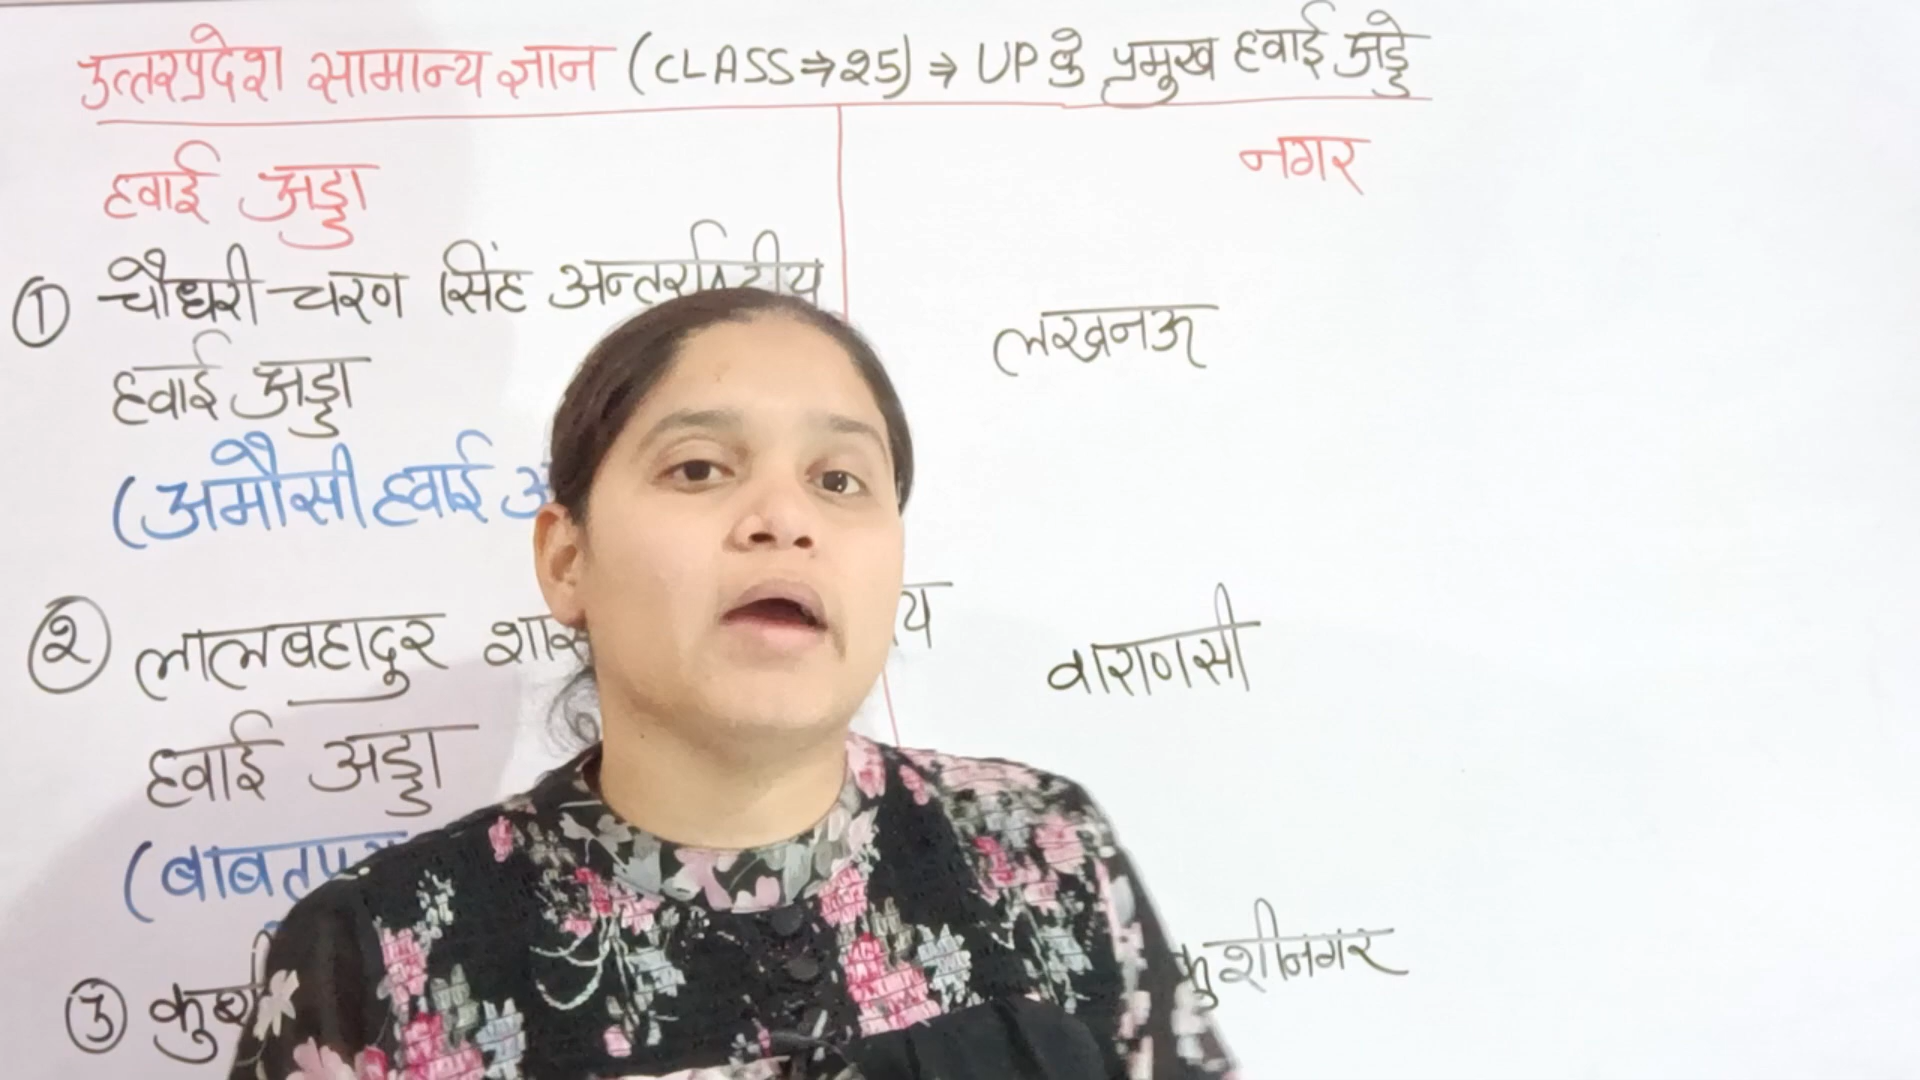 उत्तरप्रदेश सामान्य ज्ञान (CLASS⇒25) ⇒ UP के प्रमुख हवाई अड्डे
हवाई अड्डा
नगर
① चौधरी चरण सिंह अन्तर्राष्ट्रीय
हवाई अड्डा
लखनऊ
(अमौसी हवाई
② लालबहादुर
वाराणसी
हवाई अड्डा
③
कुशीनगर